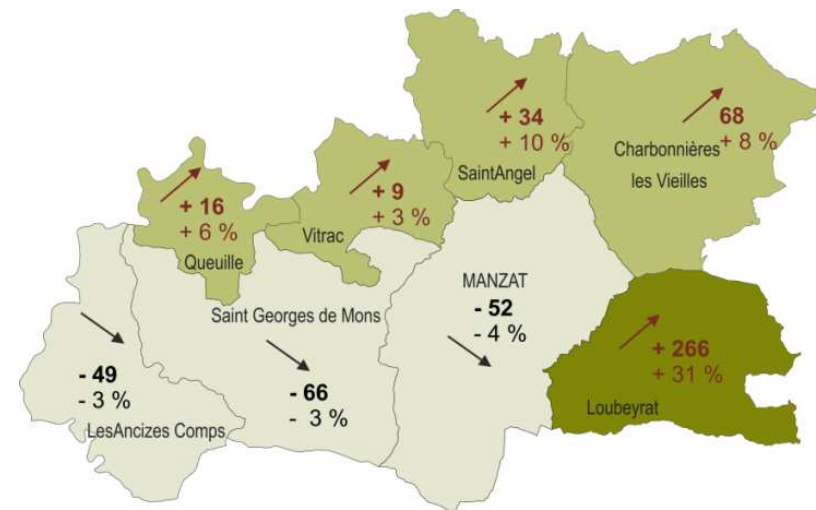 + 34
+ 10 %
SaintAngel
68
+ 8 %
Charbonnières
les Vieilles
+ 16
+ 6 %
Queuille
+ 9
+ 3 %
Vitrac
MANZAT
- 52
- 4 %
Saint Georges de Mons
- 66
- 3 %
- 49
- 3 %
LesAncizes Comps
+ 266
+ 31 %
Loubeyrat